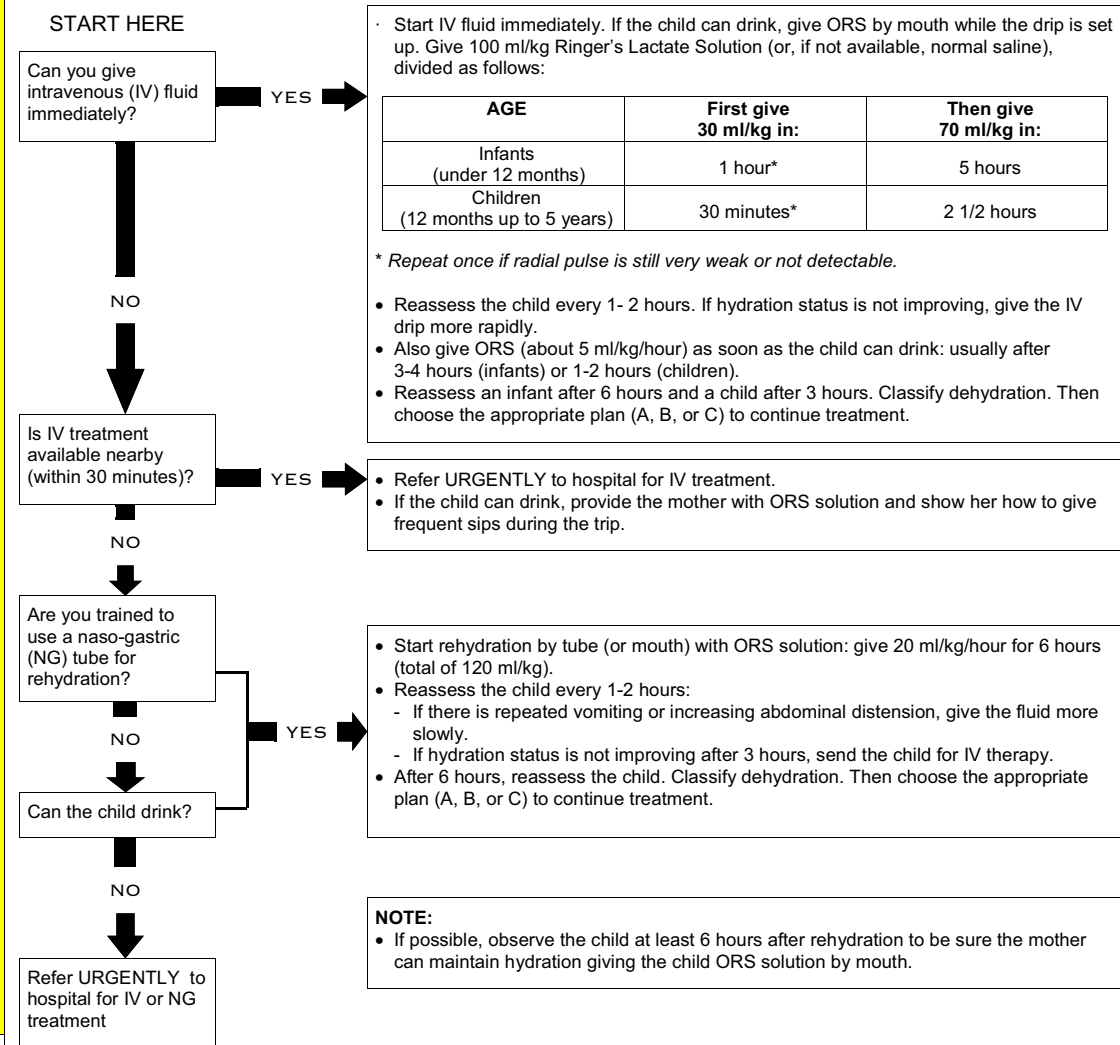 START HERE
Can you give
intravenous (IV) fluid
immediately?
YES
· Start IV fluid immediately. If the child can drink, give ORS by mouth while the drip is set
up. Give 100 ml/kg Ringer's Lactate Solution (or, if not available, normal saline),
divided as follows:
AGE First give Then give
30 ml/kg in: 70 ml/kg in:
Infants
(under 12 months) 1 hour* 5 hours
Children
(12 months up to 5 years) 30 minutes* 2 1/2 hours
* Repeat once if radial pulse is still very weak or not detectable.
• Reassess the child every 1- 2 hours. If hydration status is not improving, give the IV
drip more rapidly.
• Also give ORS (about 5 ml/kg/hour) as soon as the child can drink: usually after
3-4 hours (infants) or 1-2 hours (children).
• Reassess an infant after 6 hours and a child after 3 hours. Classify dehydration. Then
choose the appropriate plan (A, B, or C) to continue treatment.
NO
Is IV treatment
available nearby
(within 30 minutes)?
YES
• Refer URGENTLY to hospital for IV treatment.
• If the child can drink, provide the mother with ORS solution and show her how to give
frequent sips during the trip.
NO
Are you trained to
use a naso-gastric
(NG) tube for
rehydration?
NO
Can the child drink?
YES
• Start rehydration by tube (or mouth) with ORS solution: give 20 ml/kg/hour for 6 hours
(total of 120 ml/kg).
• Reassess the child every 1-2 hours:
- If there is repeated vomiting or increasing abdominal distension, give the fluid more
slowly.
- If hydration status is not improving after 3 hours, send the child for IV therapy.
• After 6 hours, reassess the child. Classify dehydration. Then choose the appropriate
plan (A, B, or C) to continue treatment.
NO
Refer URGENTLY to
hospital for IV or NG
treatment
NOTE:
• If possible, observe the child at least 6 hours after rehydration to be sure the mother
can maintain hydration giving the child ORS solution by mouth.